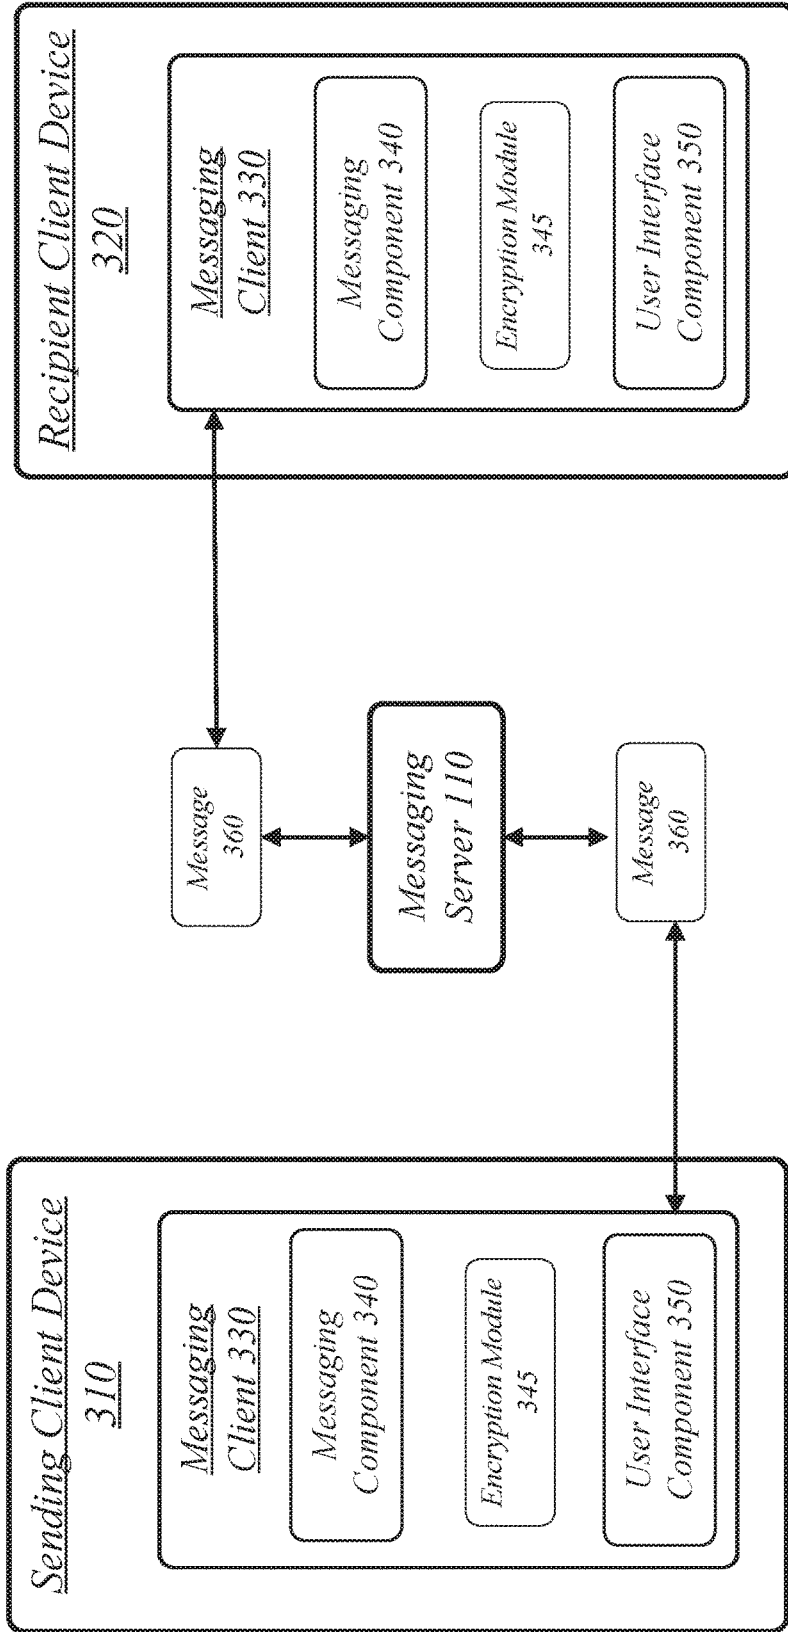 Sending Client Device
310
Messaging
Client 330
Messaging
Component 340
Encryption Module
345
User Interface
Component 350
Message
360
Messaging
Server 110
Message
360
Recipient Client Device
320
Messaging
Client 330
Messaging
Component 340
Encryption Module
345
User Interface
Component 350